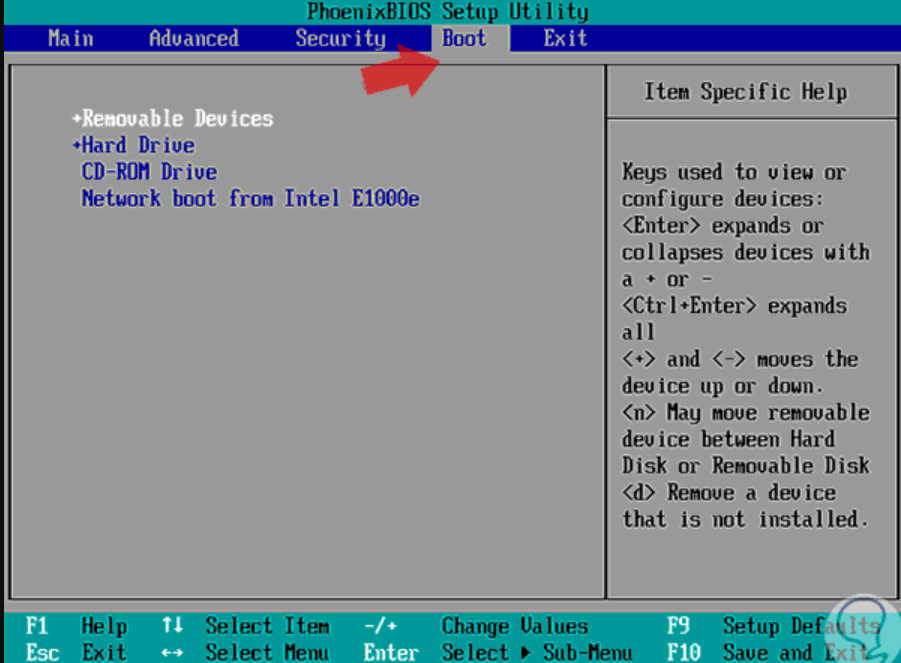 PhoenixBIOS Setup Utility
Main Advanced Security Boot Exit
+Removable Devices
+Hard Drive
CD-ROM Drive
Network boot from Intel E1000e
Item Specific Help
Keys used to view or
configure devices:
<Enter> expands or
collapses devices with
a + or -
<Ctrl+Enter> expands
all
<+> and <-> moves the
device up or down.
<n> May move removable
device between Hard
Disk or Removable Disk
<d> Remove a device
that is not installed.
F1 Help ↑↓ Select Item -/+ Change Values F9 Setup Defaults
Esc Exit ↔ Select Menu Enter Select ▶ Sub-Menu F10 Save and Exit